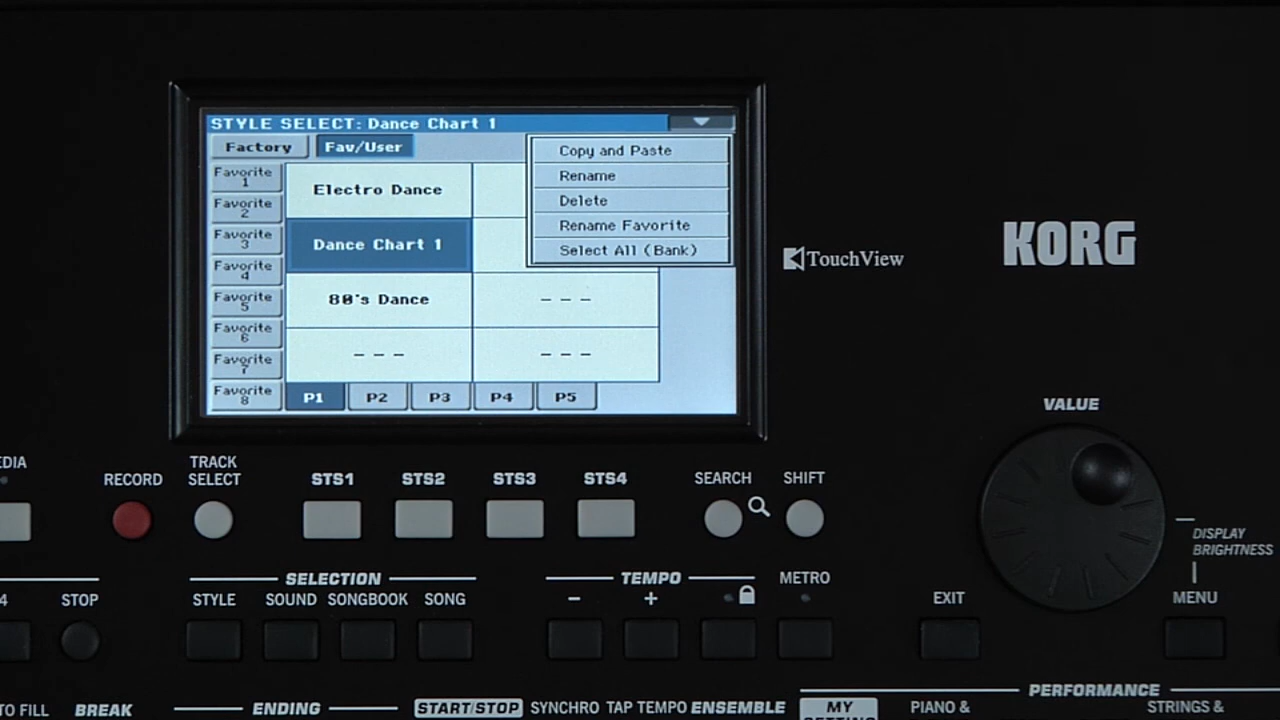 STYLE SELECT: Dance Chart 1
Factory
Fav/User
Copy and Paste
Rename
Delete
Rename Favorite
Select All (Bank)
Favorite 1
Favorite 2
Favorite 3
Favorite 4
Favorite 5
Favorite 6
Favorite 7
Favorite 8
Electro Dance
Dance Chart 1
80's Dance
- - -
- - -
- - -
P1
P2
P3
P4
P5
TouchView
KORG
VALUE
EDIA
RECORD
TRACK
SELECT
STS1
STS2
STS3
STS4
SEARCH
SHIFT
DISPLAY
BRIGHTNESS
SELECTION
TEMPO
METRO
4
STOP
STYLE
SOUND
SONGBOOK
SONG
-
+
EXIT
MENU
PERFORMANCE
TO FILL
BREAK
ENDING
START/STOP
SYNCHRO
TAP TEMPO
ENSEMBLE
MY
PIANO &
STRINGS &